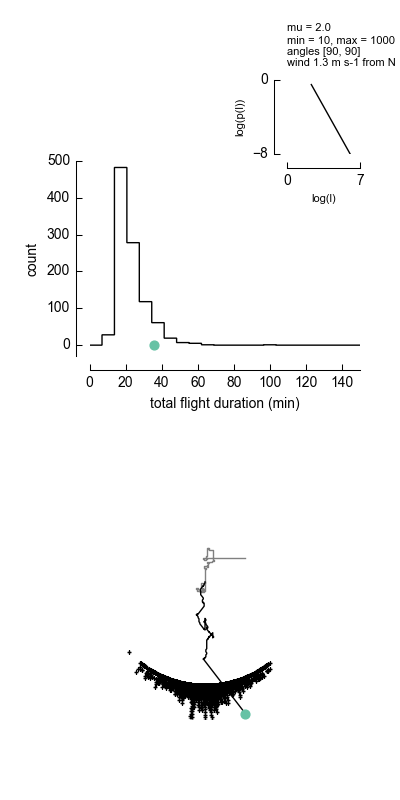 mu = 2.0
min = 10, max = 1000
angles [90, 90]
wind 1.3 m s-1 from N
0
log(p(l))
−8
0 7
log(l)
500
400
300
count
200
100
0
0 20 40 60 80 100 120 140
total flight duration (min)